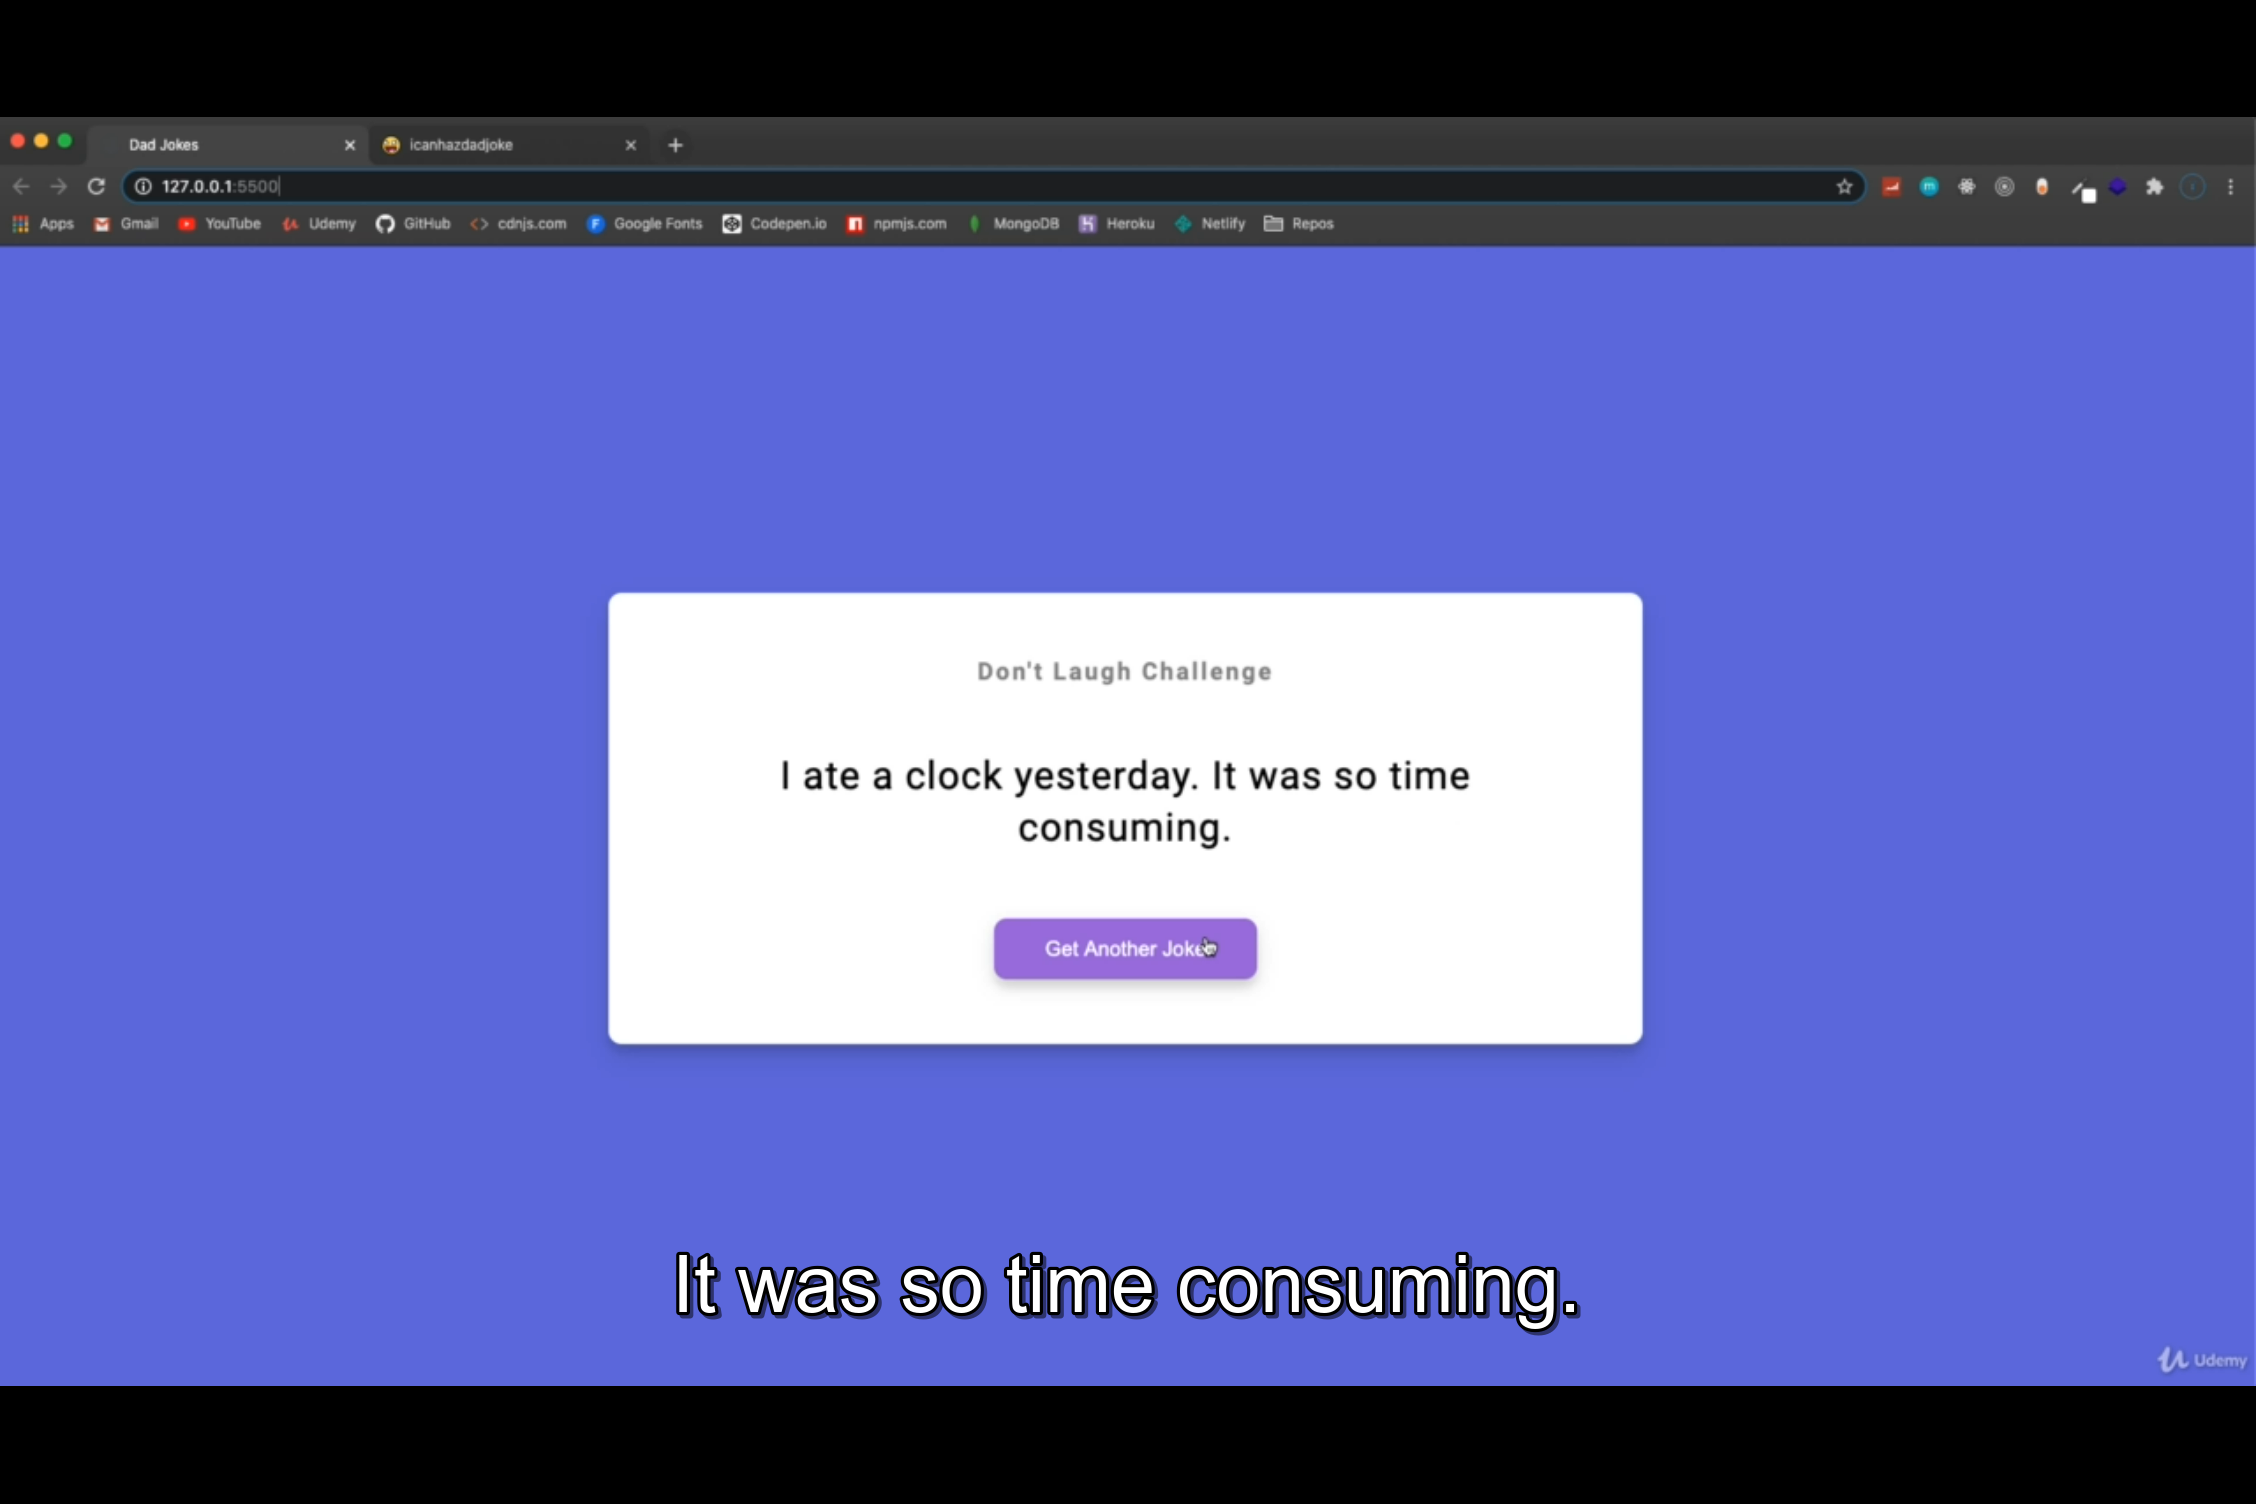 Dad Jokes
icanhazdadjoke
127.0.0.1:5500
Apps
Gmail
YouTube
Udemy
GitHub
cdnjs.com
Google Fonts
Codepen.io
npmjs.com
MongoDB
Heroku
Netlify
Repos
Don't Laugh Challenge
I ate a clock yesterday. It was so time
consuming.
Get Another Joke
It was so time consuming.
Udemy